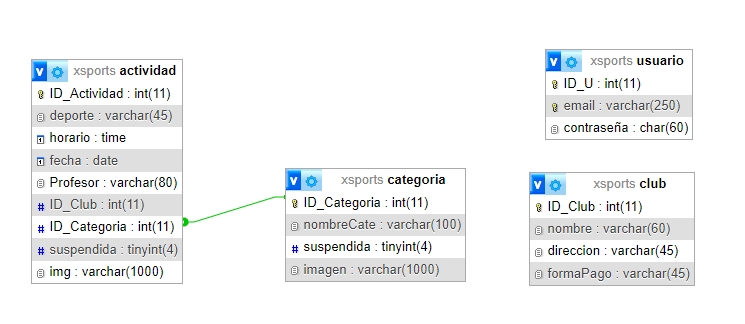 xsports actividad
ID_Actividad : int(11)
deporte : varchar(45)
horario : time
fecha : date
Profesor : varchar(80)
ID_Club : int(11)
ID_Categoria : int(11)
suspendida : tinyint(4)
img : varchar(1000)
xsports categoria
ID_Categoria : int(11)
nombreCate : varchar(100)
suspendida : tinyint(4)
imagen : varchar(1000)
xsports usuario
ID_U : int(11)
email : varchar(250)
contraseña : char(60)
xsports club
ID_Club : int(11)
nombre : varchar(60)
direccion : varchar(45)
formaPago : varchar(45)